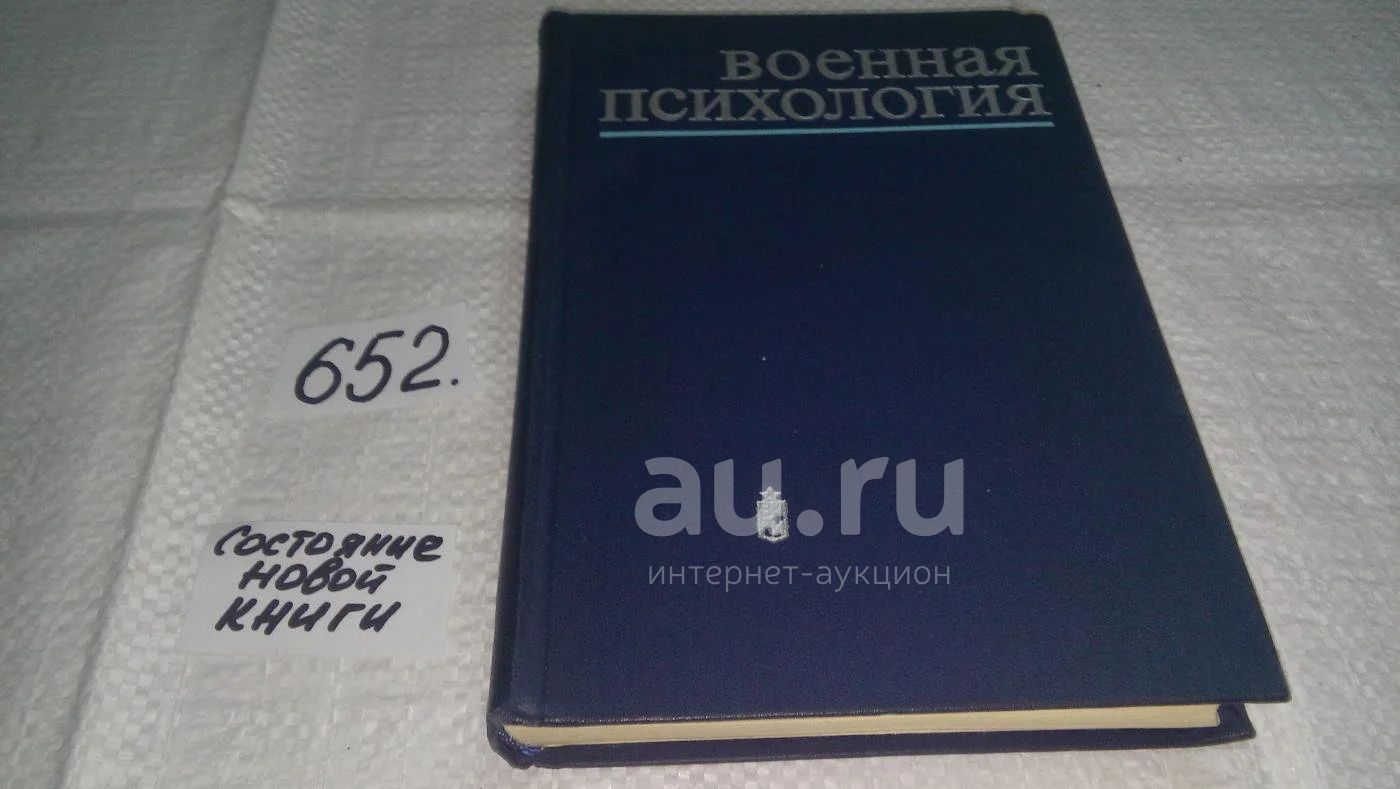 военная
психология
652.
Состояние
новой
книги
au.ru
интернет-аукцион